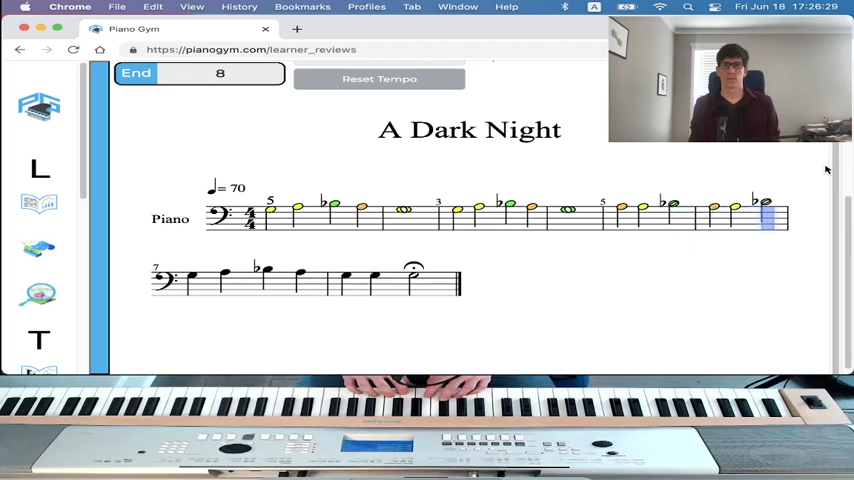 Chrome File Edit View History Bookmarks Profiles Tab Window Help A Fri Jun 18 17:26:29
Piano Gym
https://pianogym.com/learner_reviews
End 8
Reset Tempo
A Dark Night
= 70
5 3 5
Piano
7
L
T